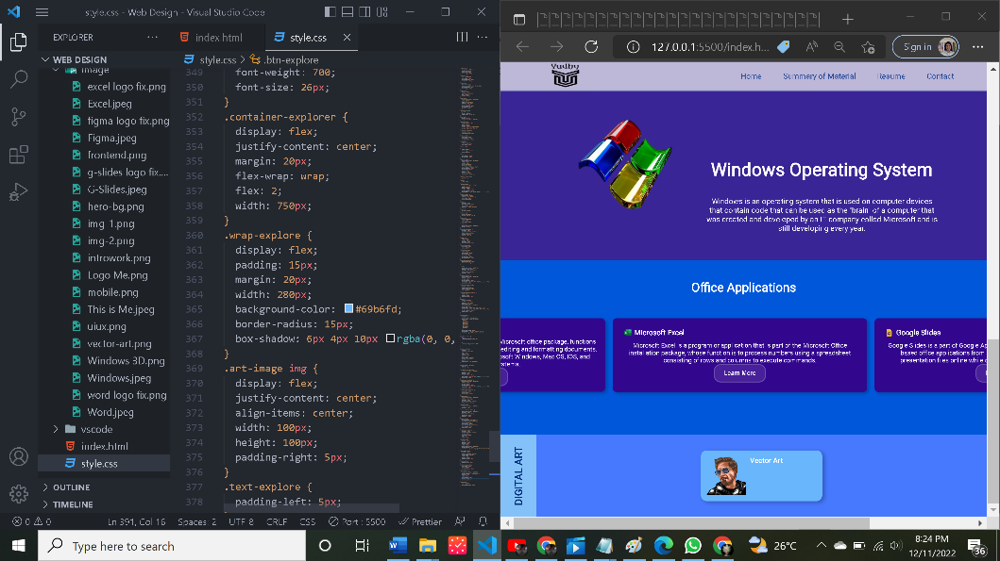 style.css - Web Design - Visual Studio Code
EXPLORER
WEB DESIGN
image
excel logo fix.png
Excel.jpeg
figma logo fix.png
Figma.jpeg
frontend.png
g-slides logo fix....
G-Slides.jpeg
hero-bg.png
img-1.png
img-2.png
introwork.png
Logo Me.png
mobile.png
This is Me.jpeg
uiux.png
vector-art.png
Windows 3D.png
Windows.jpeg
word logo fix.png
Word.jpeg
vscode
index.html
style.css
OUTLINE
TIMELINE
index.html
style.css
style.css > .btn-explore
349 font-weight: 700;
350 font-size: 26px;
351 }
352 .container-explorer {
353 display: flex;
354 justify-content: center;
355 margin: 20px;
356 flex-wrap: wrap;
357 flex: 2;
358 width: 750px;
359 }
360 .wrap-explore {
361 display: flex;
362 padding: 15px;
363 margin: 20px;
364 width: 280px;
365 background-color: #69b6fd;
366 border-radius: 15px;
367 box-shadow: 6px 4px 10px rgba(0, 0,
368 }
369 .art-image img {
370 display: flex;
371 justify-content: center;
372 align-items: center;
373 width: 100px;
374 height: 100px;
375 padding-right: 5px;
376 }
377 .text-explore {
378 padding-left: 5px;
0 0
Ln 391, Col 16
Spaces: 2
UTF-8
CRLF
CSS
Port : 5500
Prettier
127.0.0.1:5500/index.h...
Sign in
Yudby
Home
Summary of Material
Resume
Contact
Windows Operating System
Windows is an operating system that is used on computer devices
that contain code that can be used as the "brain" of a computer that
was created and developed by an IT company called Microsoft and is
still developing every year.
Office Applications
Microsoft office package, functions
editing and formatting documents,
soft Windows, Mac OS, iOS, and
Microsoft Excel
Microsoft Excel is a program or application that is part of the Microsoft Office
installation package, whose function is to process numbers using a spreadsheet
consisting of rows and columns to execute commands.
Learn More
Google Slides
Google Slides is a part of Google
based office applications from
presentation files online while c
DIGITAL ART
Vector Art
Type here to search
26°C
8:24 PM
12/11/2022
36